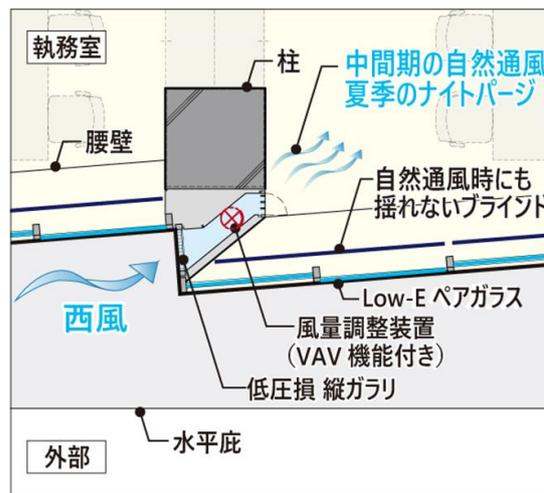 執務室
柱
中間期の自然通風
夏季のナイトパージ
腰壁
自然通風時にも
揺れないブラインド
西風
Low-E ペアガラス
風量調整装置
（VAV 機能付き）
低圧損 縦ガラリ
水平庇
外部